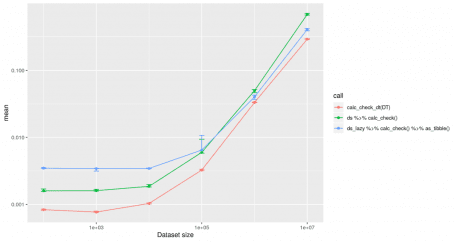 mean
0.100
0.010
0.001
1e+03
1e+05
1e+07
Dataset size
call
calc_check_dt(DT)
ds %>% calc_check()
ds_lazy %>% calc_check() %>% as_tibble()